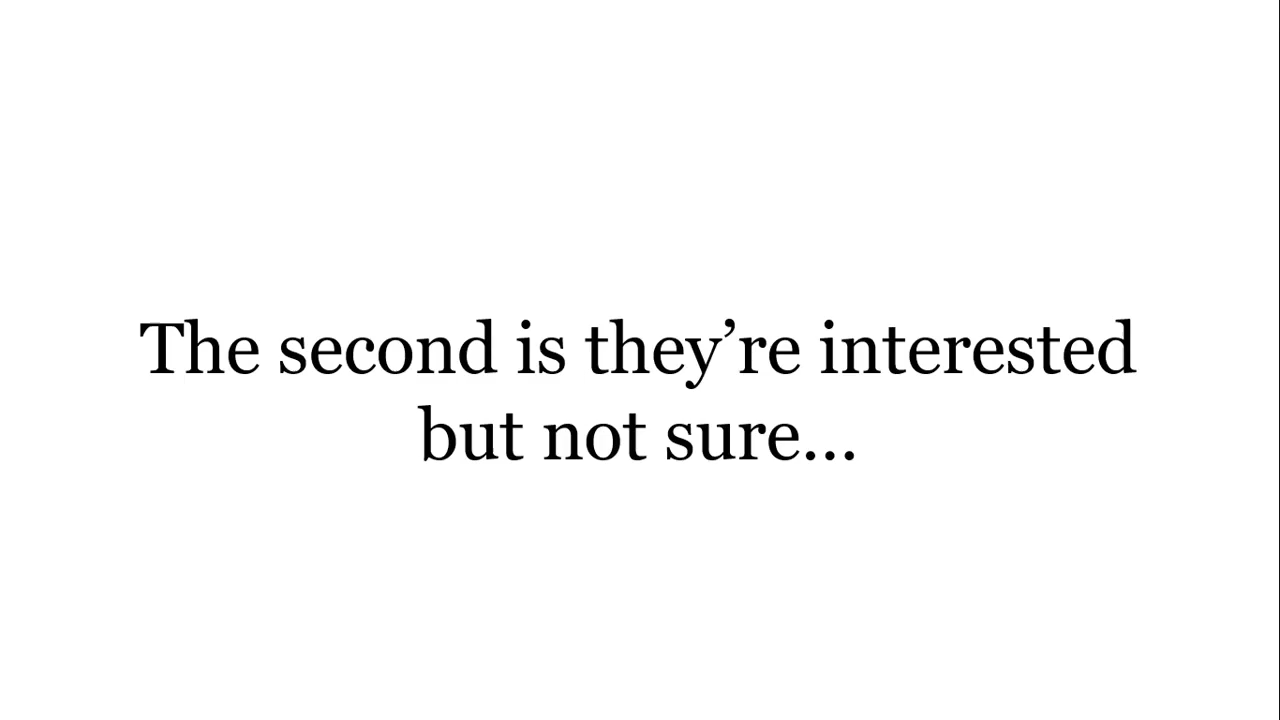 The second is they’re interested
but not sure...